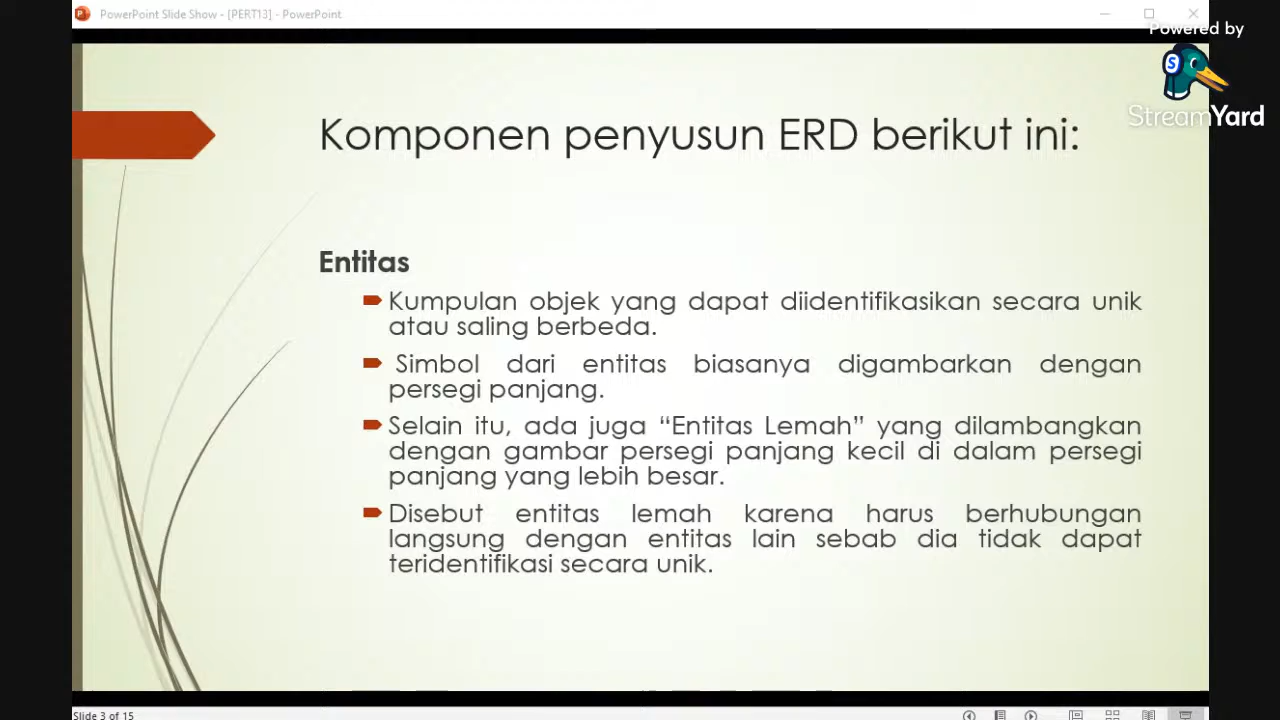 PowerPoint Slide Show - [PERT13] - PowerPoint
Powered by
S
StreamYard
Komponen penyusun ERD berikut ini:
Entitas
Kumpulan objek yang dapat diidentifikasikan secara unik
atau saling berbeda.
Simbol dari entitas biasanya digambarkan dengan
persegi panjang.
Selain itu, ada juga “Entitas Lemah” yang dilambangkan
dengan gambar persegi panjang kecil di dalam persegi
panjang yang lebih besar.
Disebut entitas lemah karena harus berhubungan
langsung dengan entitas lain sebab dia tidak dapat
teridentifikasi secara unik.
Slide 3 of 15